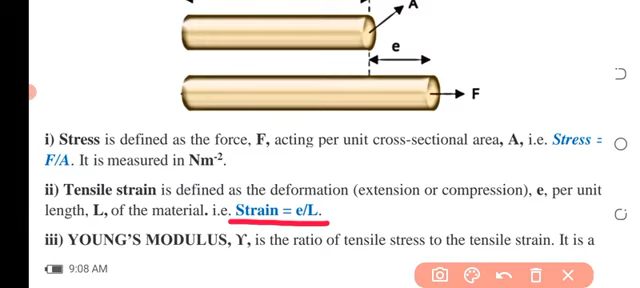 A
e
F
i) Stress is defined as the force, F, acting per unit cross-sectional area, A, i.e. Stress =
F/A. It is measured in Nm⁻².
ii) Tensile strain is defined as the deformation (extension or compression), e, per unit
length, L, of the material. i.e. Strain = e/L.
iii) YOUNG'S MODULUS, ϒ, is the ratio of tensile stress to the tensile strain. It is a
9:08 AM